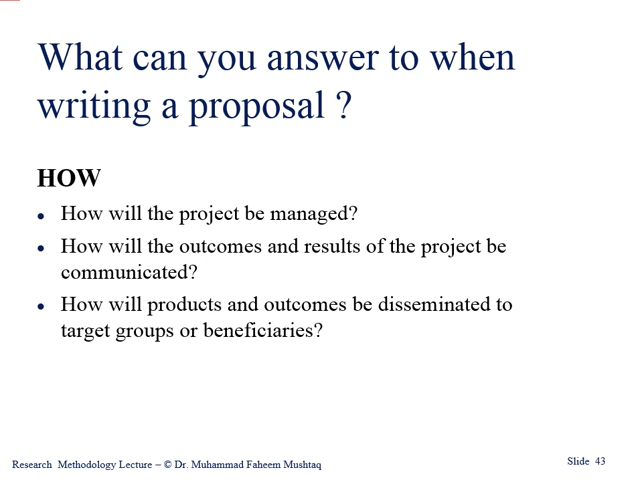 What can you answer to when
writing a proposal ?
HOW
• How will the project be managed?
• How will the outcomes and results of the project be
communicated?
• How will products and outcomes be disseminated to
target groups or beneficiaries?
Research Methodology Lecture – © Dr. Muhammad Faheem Mushtaq
Slide 43